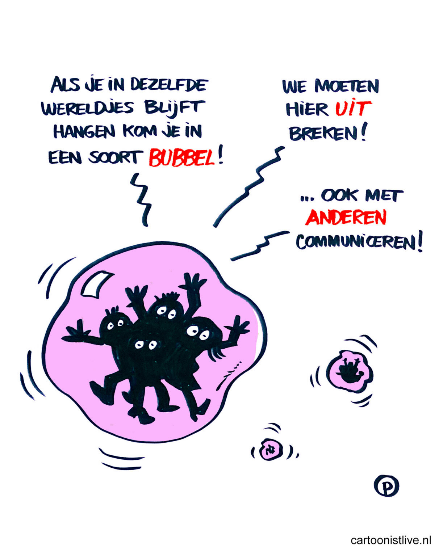 ALS JE IN DEZELFDE
WERELDJES BLIJFT
HANGEN KOM JE IN
EEN SOORT BUBBEL!
WE MOETEN
HIER UIT
BREKEN!
... OOK MET
ANDEREN
COMMUNICEREN!
P
cartoonistlive.nl